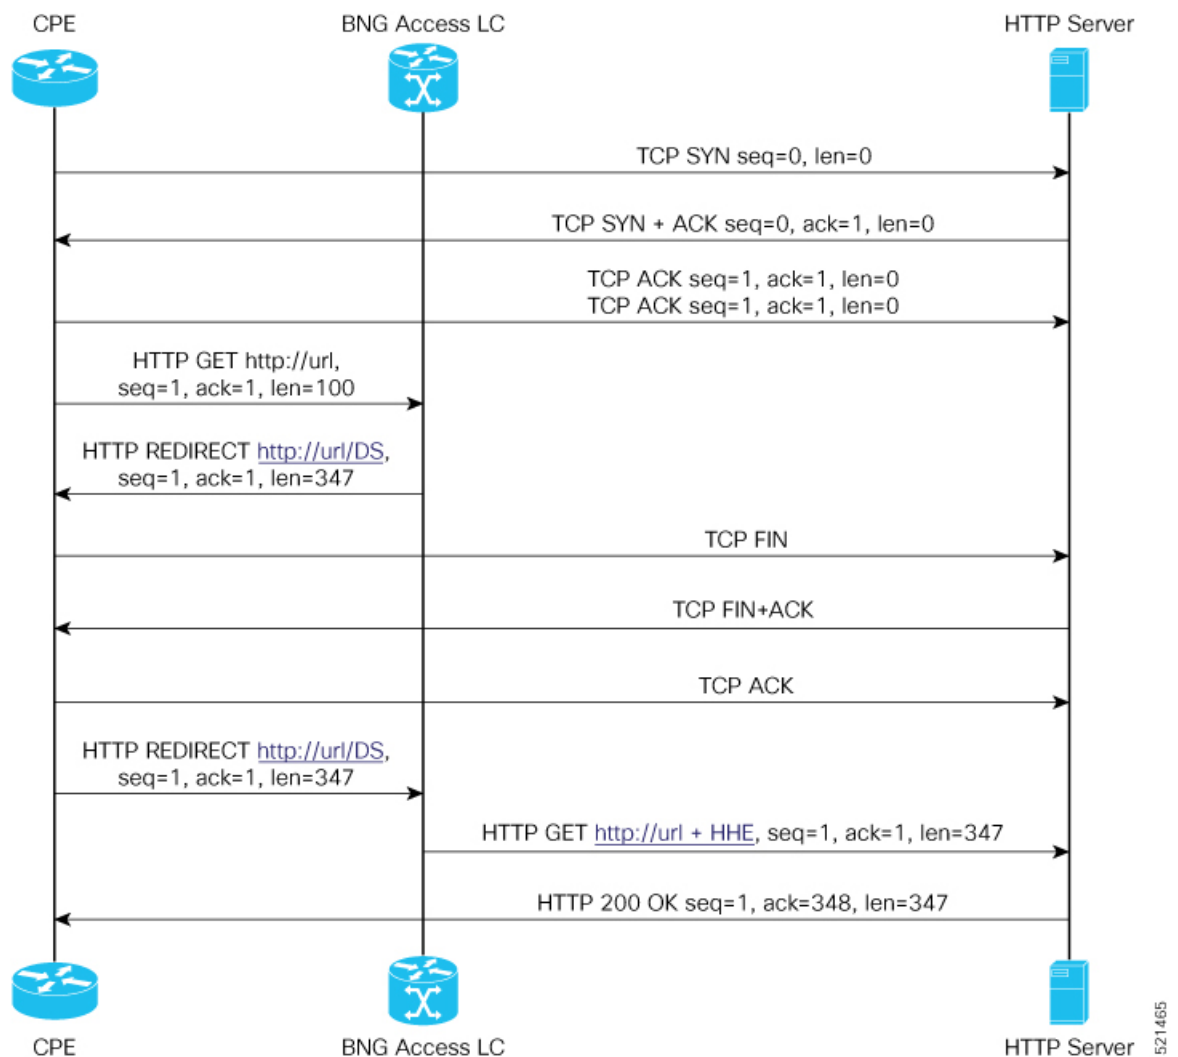 CPE
BNG Access LC
HTTP Server
TCP SYN seq=0, len=0
TCP SYN + ACK seq=0, ack=1, len=0
TCP ACK seq=1, ack=1, len=0
TCP ACK seq=1, ack=1, len=0
HTTP GET http://url,
seq=1, ack=1, len=100
HTTP REDIRECT http://url/DS,
seq=1, ack=1, len=347
TCP FIN
TCP FIN+ACK
TCP ACK
HTTP REDIRECT http://url/DS,
seq=1, ack=1, len=347
HTTP GET http://url + HHE, seq=1, ack=1, len=347
HTTP 200 OK seq=1, ack=348, len=347
CPE
BNG Access LC
HTTP Server
521465